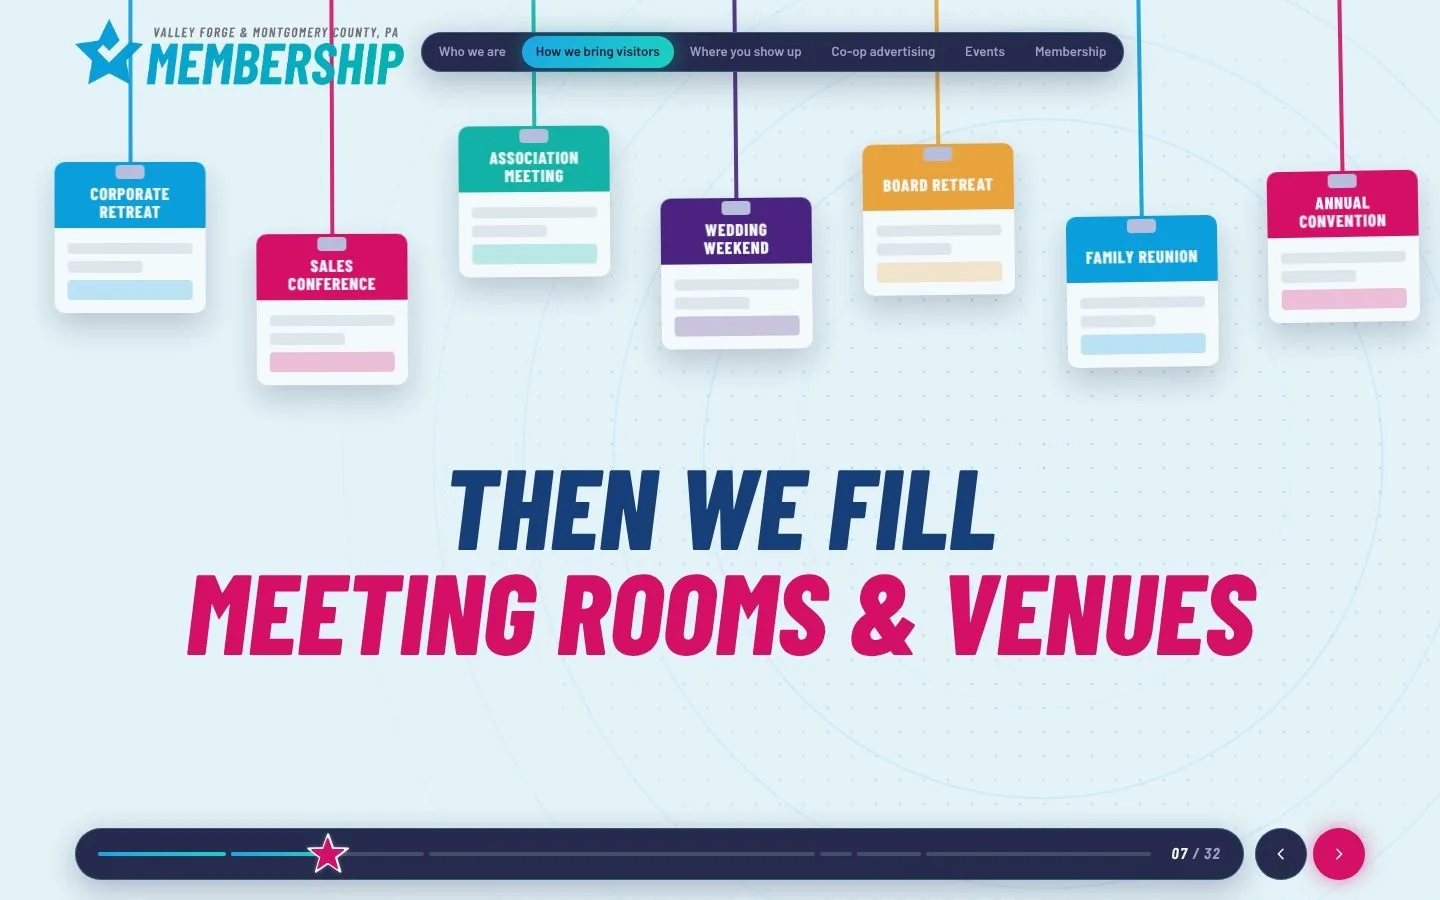 VALLEY FORGE & MONTGOMERY COUNTY, PA
MEMBERSHIP
Who we are
How we bring visitors
Where you show up
Co-op advertising
Events
Membership
CORPORATE
RETREAT
SALES
CONFERENCE
ASSOCIATION
MEETING
WEDDING
WEEKEND
BOARD RETREAT
FAMILY REUNION
ANNUAL
CONVENTION
THEN WE FILL
MEETING ROOMS & VENUES
07 / 32